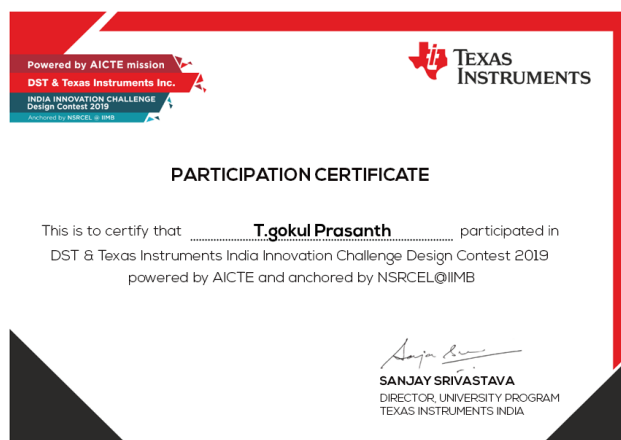 Powered by AICTE mission
DST & Texas Instruments Inc.
INDIA INNOVATION CHALLENGE
Design Contest 2019
Anchored by NSRCEL @ IIMB
TEXAS
INSTRUMENTS
PARTICIPATION CERTIFICATE
This is to certify that T.gokul Prasanth participated in
DST & Texas Instruments India Innovation Challenge Design Contest 2019
powered by AICTE and anchored by NSRCEL@IIMB
SANJAY SRIVASTAVA
DIRECTOR, UNIVERSITY PROGRAM
TEXAS INSTRUMENTS INDIA